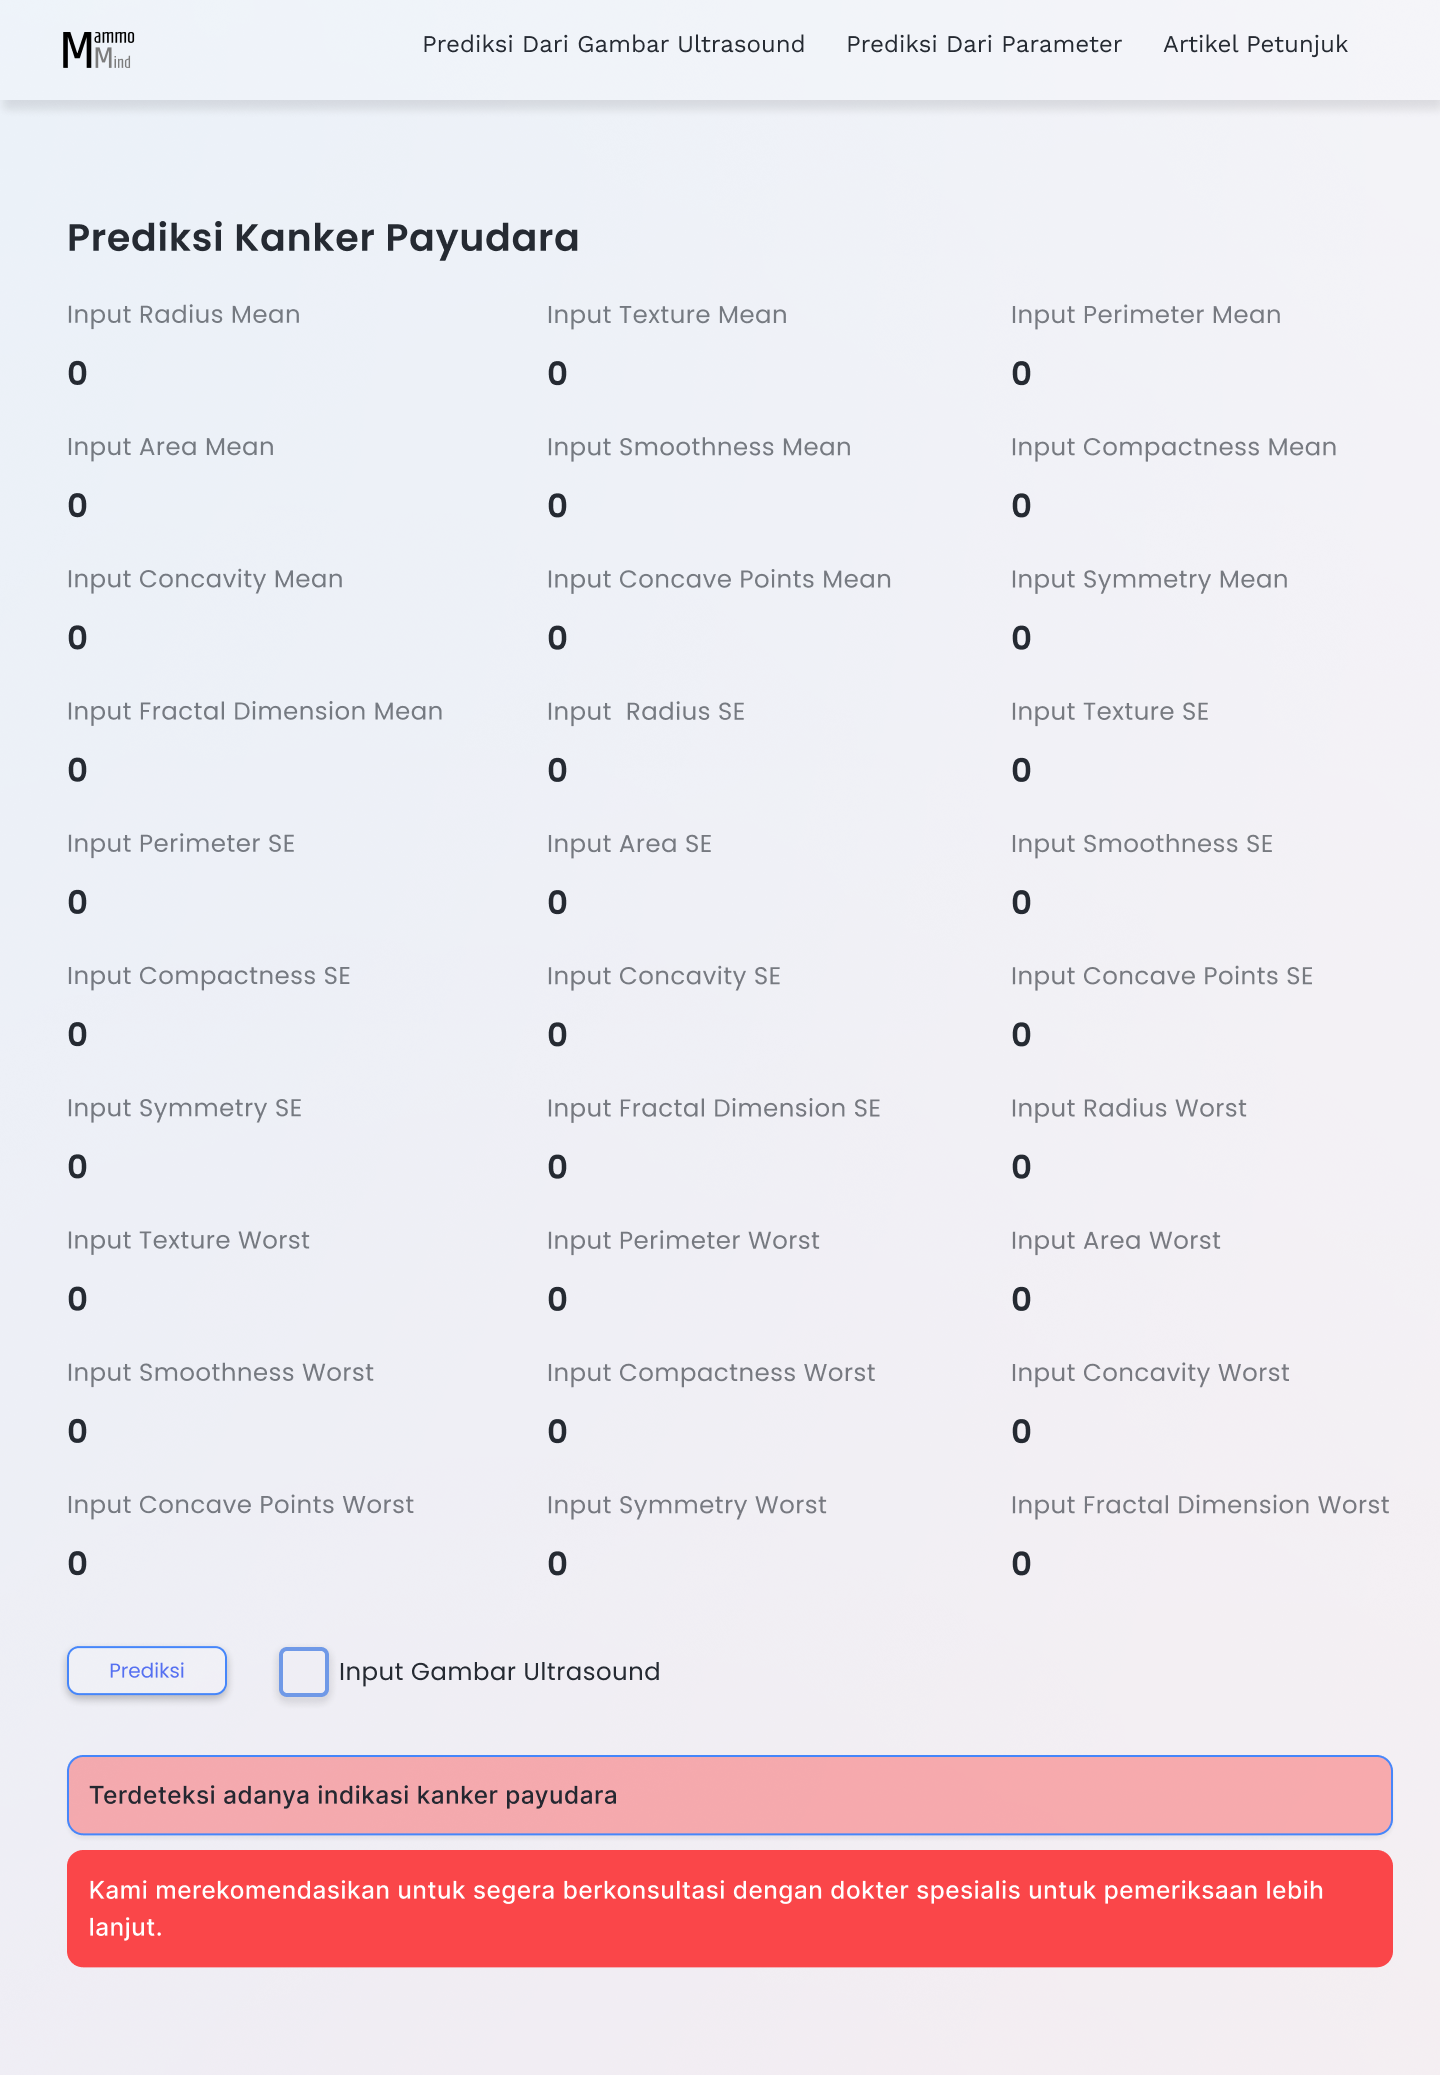 Mammo
Mind
Prediksi Dari Gambar Ultrasound Prediksi Dari Parameter Artikel Petunjuk
Prediksi Kanker Payudara
Input Radius Mean Input Texture Mean Input Perimeter Mean
0 0 0
Input Area Mean Input Smoothness Mean Input Compactness Mean
0 0 0
Input Concavity Mean Input Concave Points Mean Input Symmetry Mean
0 0 0
Input Fractal Dimension Mean Input  Radius SE Input Texture SE
0 0 0
Input Perimeter SE Input Area SE Input Smoothness SE
0 0 0
Input Compactness SE Input Concavity SE Input Concave Points SE
0 0 0
Input Symmetry SE Input Fractal Dimension SE Input Radius Worst
0 0 0
Input Texture Worst Input Perimeter Worst Input Area Worst
0 0 0
Input Smoothness Worst Input Compactness Worst Input Concavity Worst
0 0 0
Input Concave Points Worst Input Symmetry Worst Input Fractal Dimension Worst
0 0 0
Prediksi Input Gambar Ultrasound
Terdeteksi adanya indikasi kanker payudara
Kami merekomendasikan untuk segera berkonsultasi dengan dokter spesialis untuk pemeriksaan lebih
lanjut.